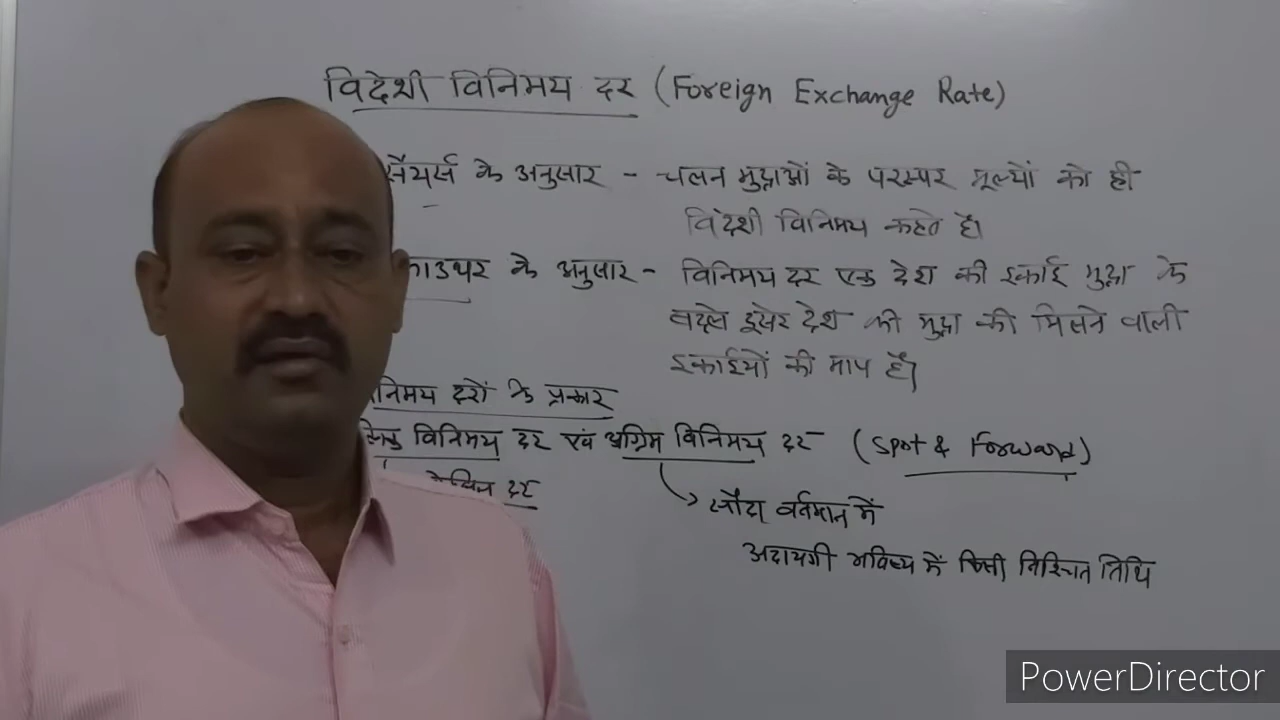 विदेशी विनिमय दर (Foreign Exchange Rate)
सैयर्स के अनुसार - चलन मुद्राओं के परस्पर मूल्यों को ही
विदेशी विनिमय कहते हैं।
के अनुसार - विनिमय दर एक देश की इकाई मुद्रा के
बदले दूसरे देश की मुद्रा की मिलने वाली
इकाईयों की माप है।
विनिमय दरों के प्रकार
विनिमय दर एवं अग्रिम विनिमय दर (Spot & Forward)
दर
सौदा वर्तमान में
अदायगी भविष्य में किसी निश्चित तिथि
PowerDirector